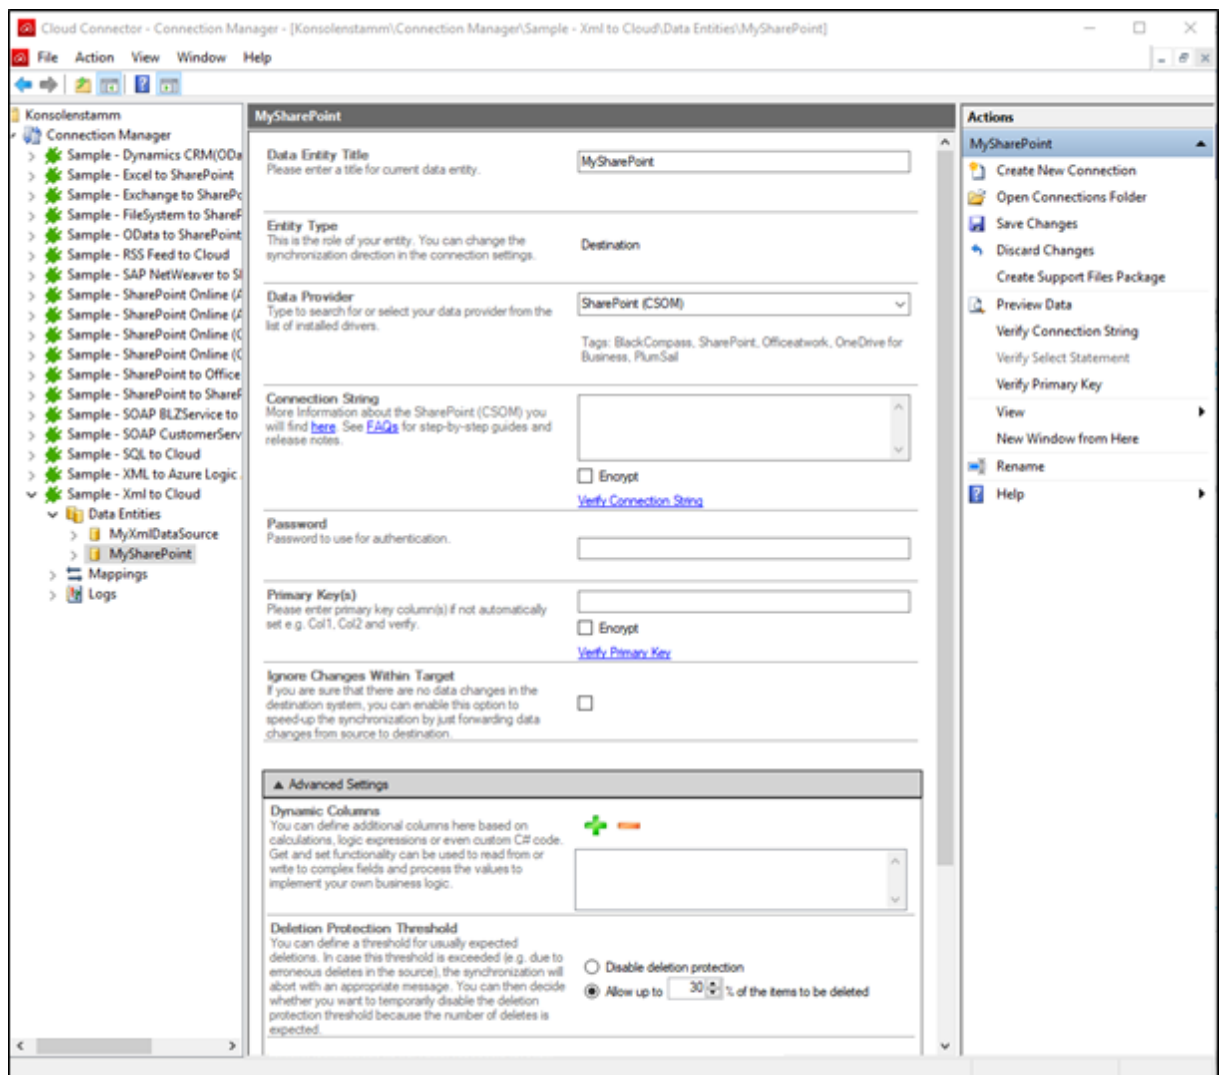 Cloud Connector - Connection Manager - [Konsolenstamm\Connection Manager\Sample - Xml to Cloud\Data Entities\MySharePoint]
File Action View Window Help
Konsolenstamm
Connection Manager
Sample - Dynamics CRM(ODa
Sample - Excel to SharePoint
Sample - Exchange to SharePo
Sample - FileSystem to ShareP
Sample - OData to SharePoint
Sample - RSS Feed to Cloud
Sample - SAP NetWeaver to Sl
Sample - SharePoint Online (A
Sample - SharePoint Online (A
Sample - SharePoint Online (C
Sample - SharePoint Online (C
Sample - SharePoint to Office
Sample - SharePoint to ShareP
Sample - SOAP BLZService to
Sample - SOAP CustomerServ
Sample - SQL to Cloud
Sample - XML to Azure Logic
Sample - Xml to Cloud
Data Entities
MyXmlDataSource
MySharePoint
Mappings
Logs
MySharePoint
Data Entity Title
Please enter a title for current data entity.
MySharePoint
Entity Type
This is the role of your entity. You can change the
synchronization direction in the connection settings.
Destination
Data Provider
Type to search for or select your data provider from the
list of installed drivers.
SharePoint (CSOM)
Tags: BlackCompass, SharePoint, Officeatwork, OneDrive for
Business, PlumSail
Connection String
More Information about the SharePoint (CSOM) you
will find here. See FAQs for step-by-step guides and
release notes.
Encrypt
Verify Connection String
Password
Password to use for authentication.
Primary Key(s)
Please enter primary key column(s) if not automatically
set e.g. Col1, Col2 and verify.
Encrypt
Verify Primary Key
Ignore Changes Within Target
If you are sure that there are no data changes in the
destination system, you can enable this option to
speed-up the synchronization by just forwarding data
changes from source to destination.
Advanced Settings
Dynamic Columns
You can define additional columns here based on
calculations, logic expressions or even custom C# code.
Get and set functionality can be used to read from or
write to complex fields and process the values to
implement your own business logic.
Deletion Protection Threshold
You can define a threshold for usually expected
deletions. In case this threshold is exceeded (e.g. due to
erroneous deletes in the source), the synchronization will
abort with an appropriate message. You can then decide
whether you want to temporarily disable the deletion
protection threshold because the number of deletes is
expected.
Disable deletion protection
Allow up to 30 % of the items to be deleted
Actions
MySharePoint
Create New Connection
Open Connections Folder
Save Changes
Discard Changes
Create Support Files Package
Preview Data
Verify Connection String
Verify Select Statement
Verify Primary Key
View
New Window from Here
Rename
Help